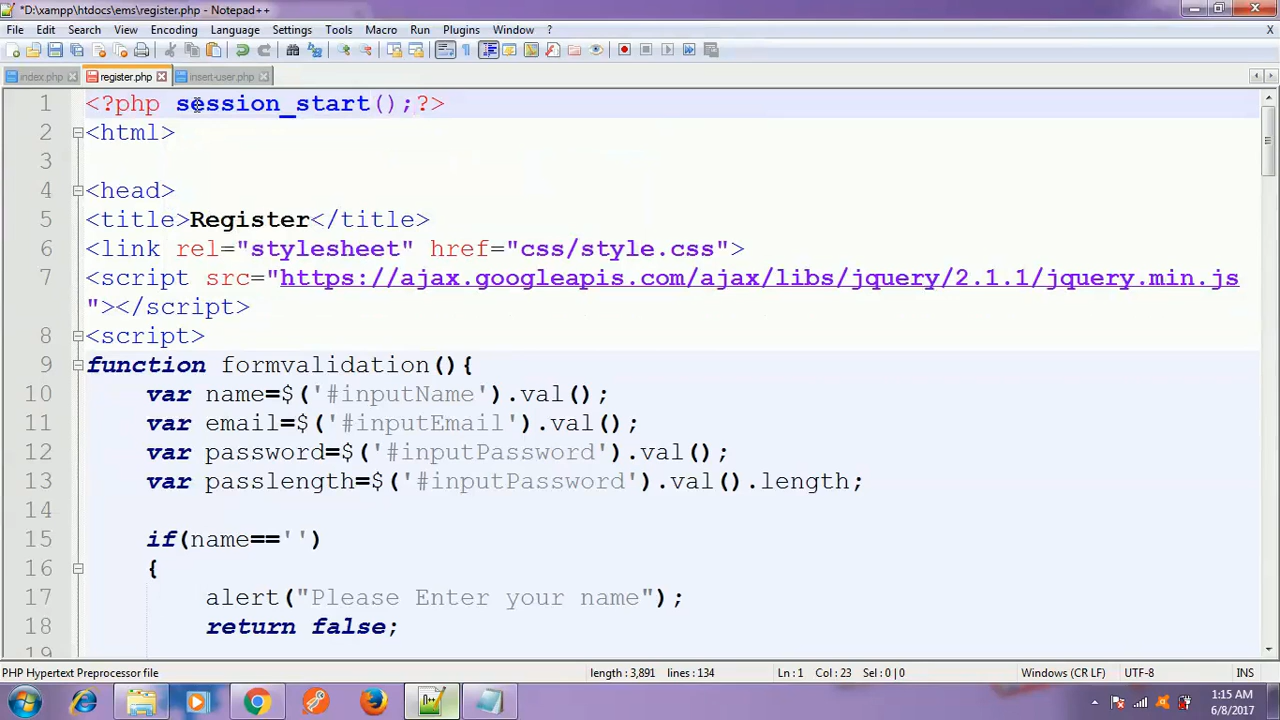 *D:\xampp\htdocs\ems\register.php - Notepad++
File Edit Search View Encoding Language Settings Tools Macro Run Plugins Window ?
index.php register.php insert-user.php
1 <?php session_start();?>
2 <html>
3
4 <head>
5 <title>Register</title>
6 <link rel="stylesheet" href="css/style.css">
7 <script src="https://ajax.googleapis.com/ajax/libs/jquery/2.1.1/jquery.min.js
"></script>
8 <script>
9 function formvalidation(){
10 var name=$('#inputName').val();
11 var email=$('#inputEmail').val();
12 var password=$('#inputPassword').val();
13 var passlength=$('#inputPassword').val().length;
14
15 if(name=='')
16 {
17 alert("Please Enter your name");
18 return false;
19
PHP Hypertext Preprocessor file length : 3,891 lines : 134 Ln : 1 Col : 23 Sel : 0 | 0 Windows (CR LF) UTF-8 INS
1:15 AM
6/8/2017